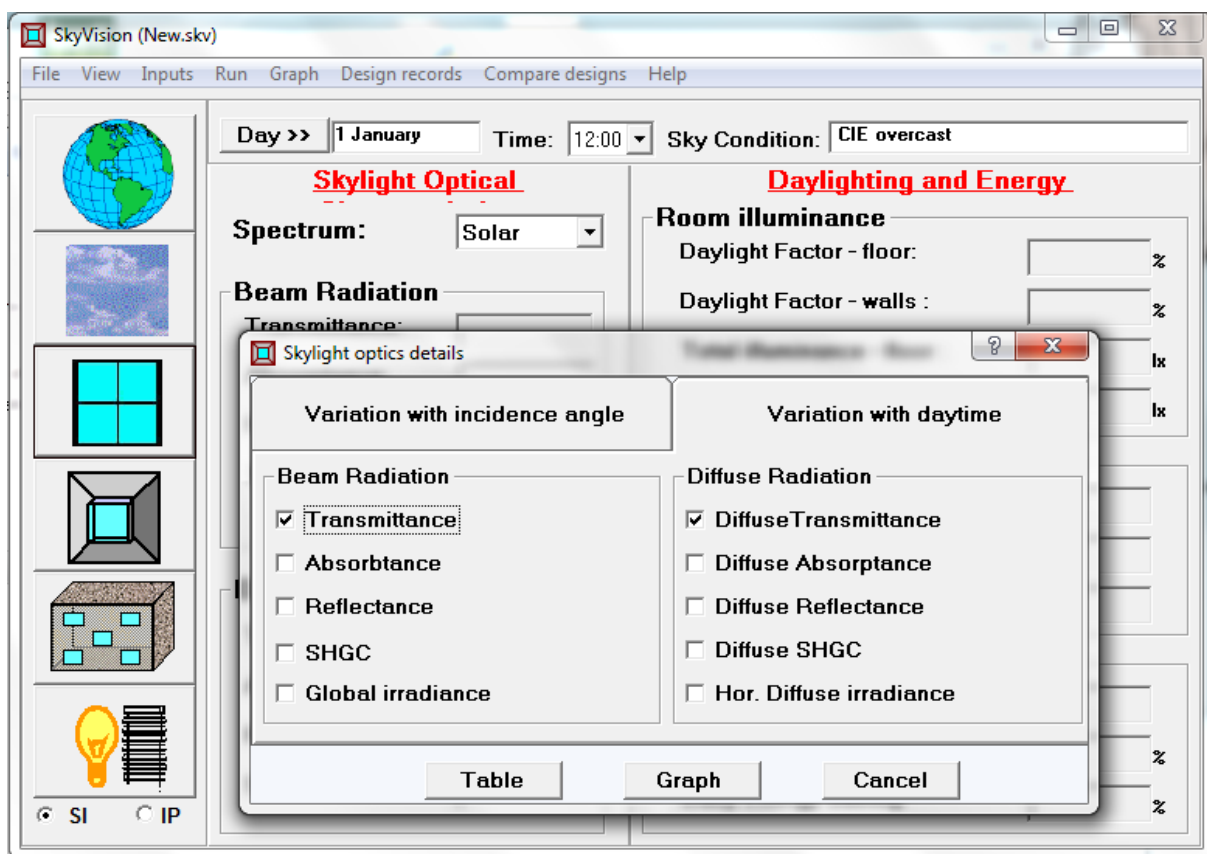 SkyVision (New.skv)
File View Inputs Run Graph Design records Compare designs Help
Day >> 1 January Time: 12:00 Sky Condition: CIE overcast
Skylight Optical
Daylighting and Energy
Spectrum: Solar
Room illuminance
Daylight Factor - floor: %
Beam Radiation
Daylight Factor - walls : %
Transmittance:
Skylight optics details
Total illuminance - floor
lx
Variation with incidence angle
Variation with daytime
lx
Beam Radiation
Transmittance
Absorbtance
Reflectance
SHGC
Global irradiance
Diffuse Radiation
DiffuseTransmittance
Diffuse Absorptance
Diffuse Reflectance
Diffuse SHGC
Hor. Diffuse irradiance
Table Graph Cancel
%
%
SI IP